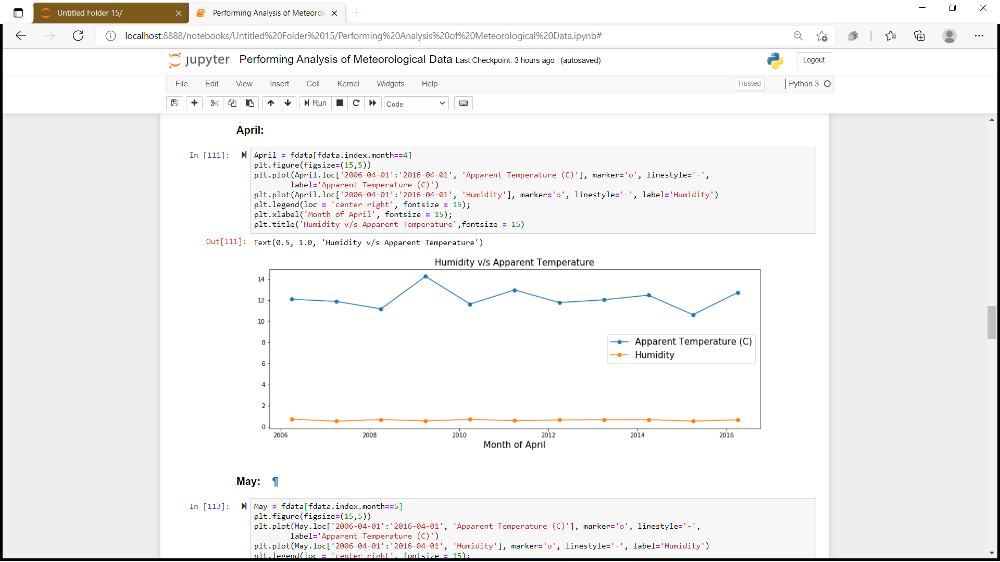 Untitled Folder 15/
Performing Analysis of Meteorol
localhost:8888/notebooks/Untitled%20Folder%2015/Performing%20Analysis%20of%20Meteorological%20Data.ipynb#
jupyter Performing Analysis of Meteorological Data Last Checkpoint: 3 hours ago (autosaved)
Logout
File Edit View Insert Cell Kernel Widgets Help
Trusted
Python 3
Run
Code
April:
In [111]:
April = fdata[fdata.index.month==4]
plt.figure(figsize=(15,5))
plt.plot(April.loc['2006-04-01':'2016-04-01', 'Apparent Temperature (C)'], marker='o', linestyle='-',
label='Apparent Temperature (C)')
plt.plot(April.loc['2006-04-01':'2016-04-01', 'Humidity'], marker='o', linestyle='-', label='Humidity')
plt.legend(loc = 'center right', fontsize = 15);
plt.xlabel('Month of April', fontsize = 15);
plt.title('Humidity v/s Apparent Temperature',fontsize = 15)
Out[111]: Text(0.5, 1.0, 'Humidity v/s Apparent Temperature')
Humidity v/s Apparent Temperature
14
12
10
8
6
4
2
0
Apparent Temperature (C)
Humidity
2006 2008 2010 2012 2014 2016
Month of April
May: ¶
In [113]:
May = fdata[fdata.index.month==5]
plt.figure(figsize=(15,5))
plt.plot(May.loc['2006-04-01':'2016-04-01', 'Apparent Temperature (C)'], marker='o', linestyle='-',
label='Apparent Temperature (C)')
plt.plot(May.loc['2006-04-01':'2016-04-01', 'Humidity'], marker='o', linestyle='-', label='Humidity')
plt.legend(loc = 'center right', fontsize = 15);